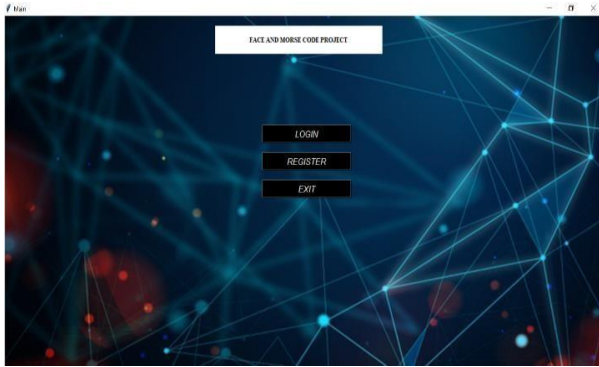 Main
FACE AND MORSE CODE PROJECT
LOGIN
REGISTER
EXIT